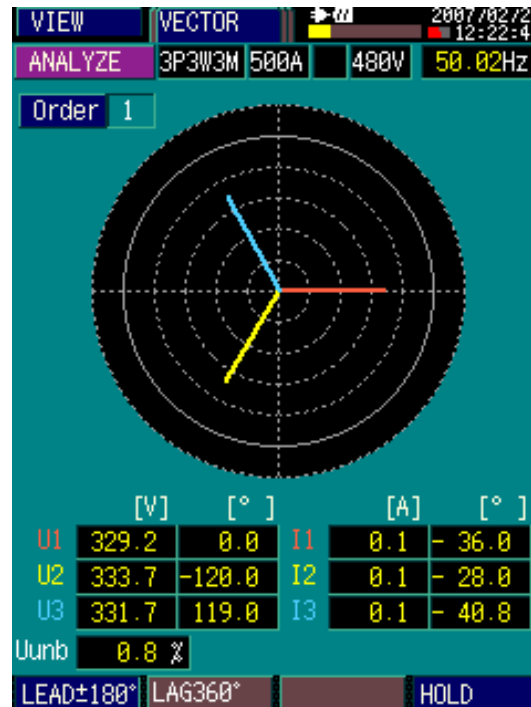 VIEW VECTOR 2007/02/2
12:22:4
ANALYZE 3P3W3M 500A 480V 50.02Hz
Order 1
[V] [° ] [A] [° ]
U1 329.2 0.0 I1 0.1 - 36.0
U2 333.7 -120.0 I2 0.1 - 28.0
U3 331.7 119.0 I3 0.1 - 40.8
Uunb 0.8 %
LEAD±180° LAG360° HOLD